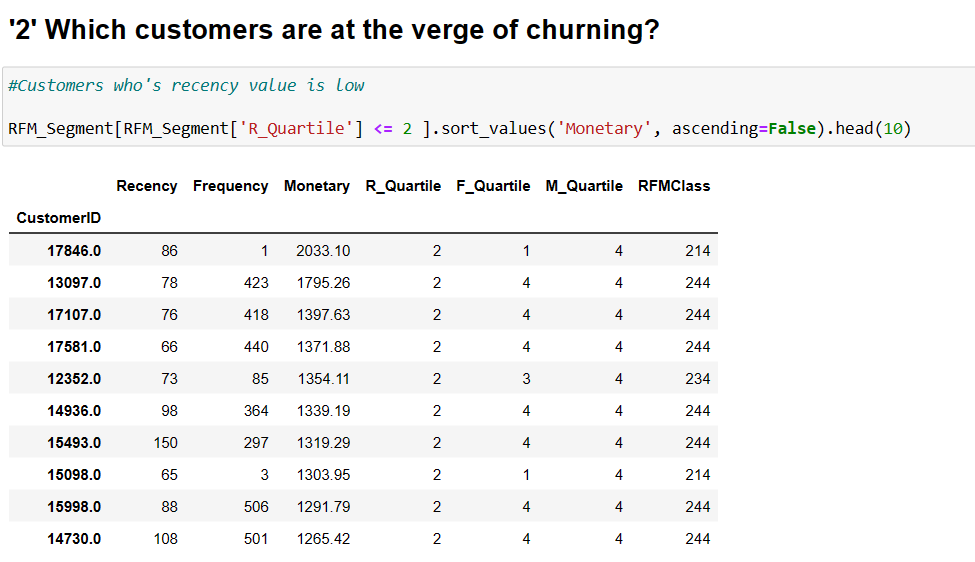 '2' Which customers are at the verge of churning?
#Customers who's recency value is low
RFM_Segment[RFM_Segment['R_Quartile'] <= 2 ].sort_values('Monetary', ascending=False).head(10)
Recency Frequency Monetary R_Quartile F_Quartile M_Quartile RFMClass
CustomerID
17846.0 86 1 2033.10 2 1 4 214
13097.0 78 423 1795.26 2 4 4 244
17107.0 76 418 1397.63 2 4 4 244
17581.0 66 440 1371.88 2 4 4 244
12352.0 73 85 1354.11 2 3 4 234
14936.0 98 364 1339.19 2 4 4 244
15493.0 150 297 1319.29 2 4 4 244
15098.0 65 3 1303.95 2 1 4 214
15998.0 88 506 1291.79 2 4 4 244
14730.0 108 501 1265.42 2 4 4 244